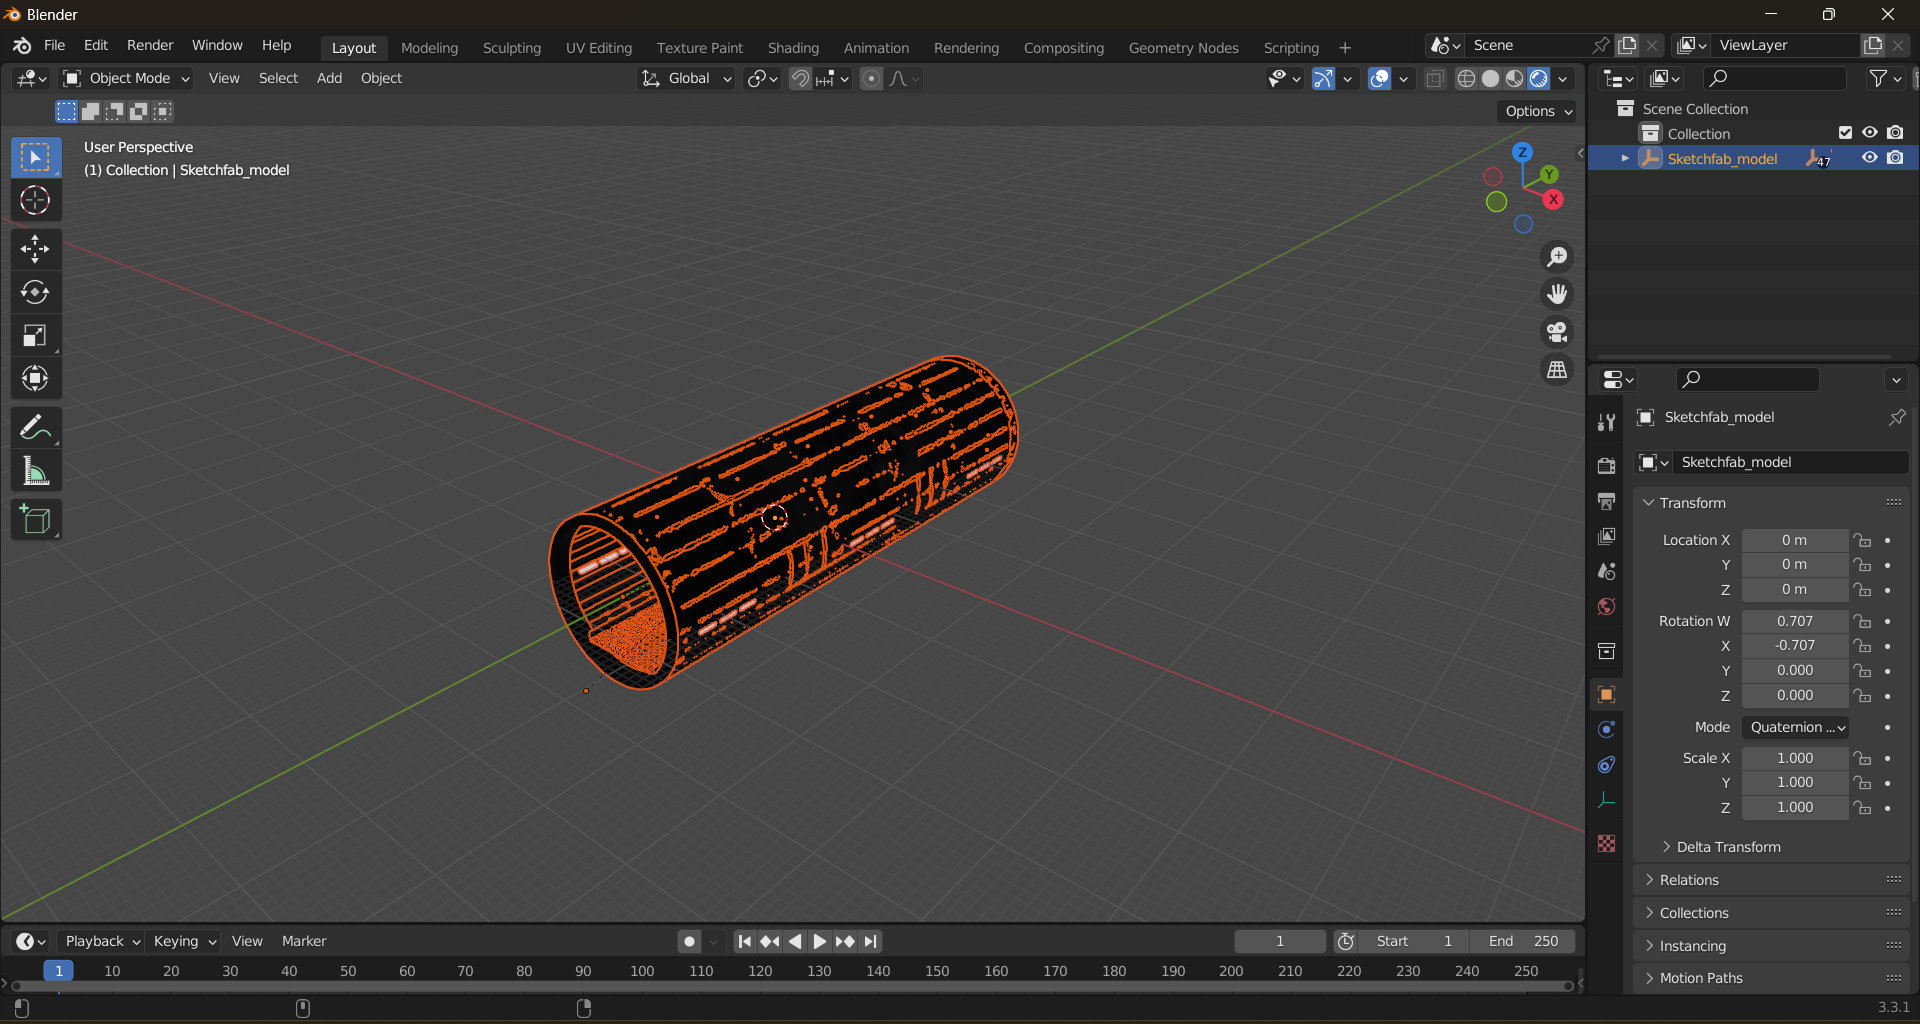 Blender
File Edit Render Window Help Layout Modeling Sculpting UV Editing Texture Paint Shading Animation Rendering Compositing Geometry Nodes Scripting + Scene ViewLayer
Object Mode View Select Add Object Global
Options
User Perspective
(1) Collection | Sketchfab_model
Z
Y
X
Scene Collection
Collection
Sketchfab_model 47
Sketchfab_model
Sketchfab_model
Transform
Location X 0 m
Y 0 m
Z 0 m
Rotation W 0.707
X -0.707
Y 0.000
Z 0.000
Mode Quaternion ...
Scale X 1.000
Y 1.000
Z 1.000
Delta Transform
Relations
Collections
Instancing
Motion Paths
Playback Keying View Marker 1 Start 1 End 250
1 10 20 30 40 50 60 70 80 90 100 110 120 130 140 150 160 170 180 190 200 210 220 230 240 250
3.3.1